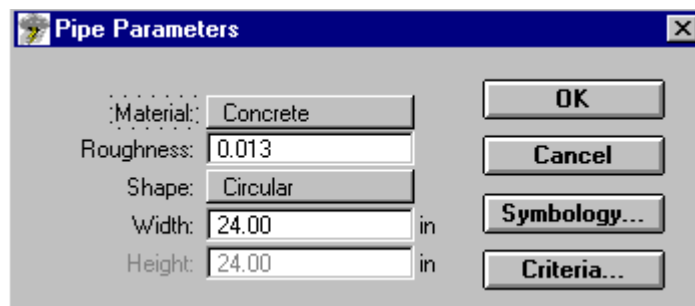 Pipe Parameters
Material: Concrete
Roughness: 0.013
Shape: Circular
Width: 24.00 in
Height: 24.00 in
OK
Cancel
Symbology...
Criteria...